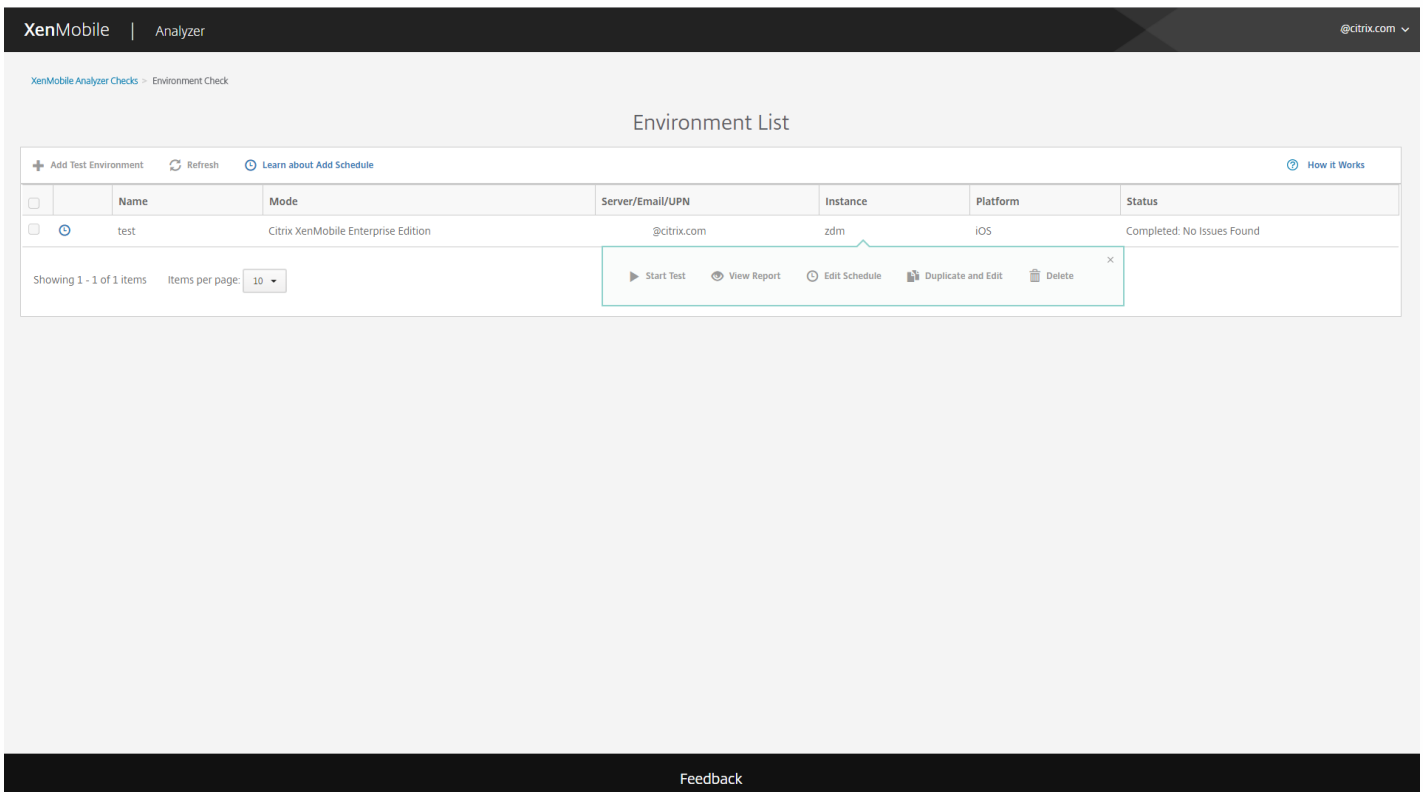 XenMobile | Analyzer @citrix.com
XenMobile Analyzer Checks > Environment Check
Environment List
Add Test Environment Refresh Learn about Add Schedule How it Works
Name Mode Server/Email/UPN Instance Platform Status
test Citrix XenMobile Enterprise Edition @citrix.com zdm iOS Completed: No Issues Found
Showing 1 - 1 of 1 items Items per page: 10
Start Test View Report Edit Schedule Duplicate and Edit Delete
Feedback